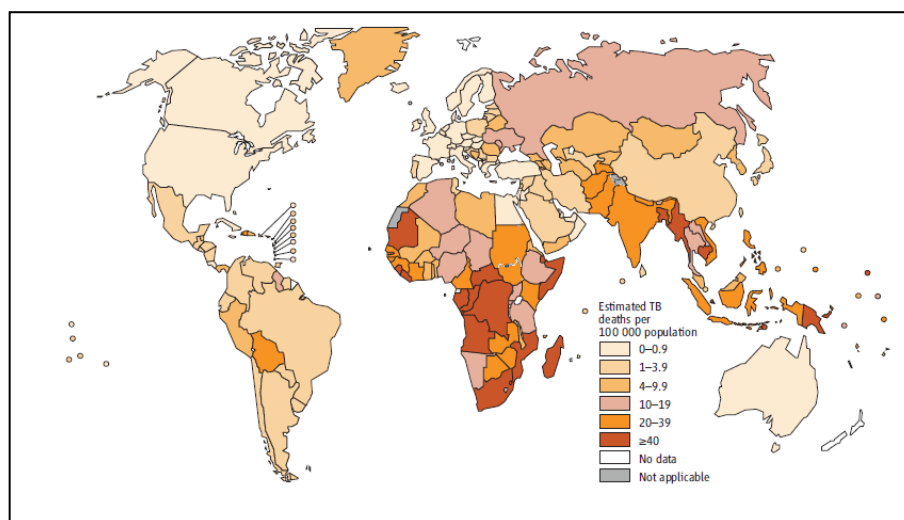 Estimated TB
deaths per
100 000 population
0–0.9
1–3.9
4–9.9
10–19
20–39
≥40
No data
Not applicable